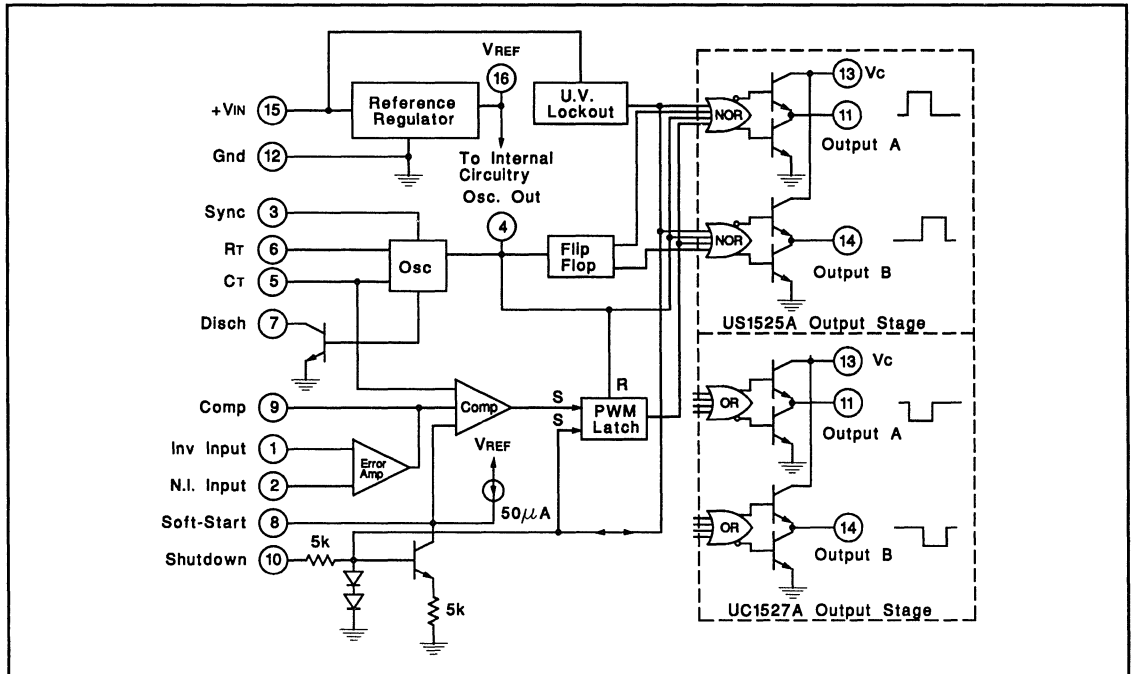 VREF
16
+VIN 15
Reference
Regulator
U.V.
Lockout
Gnd 12
To Internal
Circuitry
Osc. Out
4
Sync 3
RT 6
CT 5
Osc
Flip
Flop
Disch 7
NOR
13 Vc
11
Output A
NOR
14
Output B
US1525A Output Stage
Comp 9
Comp
S
S
R
PWM
Latch
Inv Input 1
N.I. Input 2
Error
Amp
VREF
50μA
Soft-Start 8
Shutdown 10
5k
5k
OR
13 Vc
11
Output A
OR
14
Output B
UC1527A Output Stage